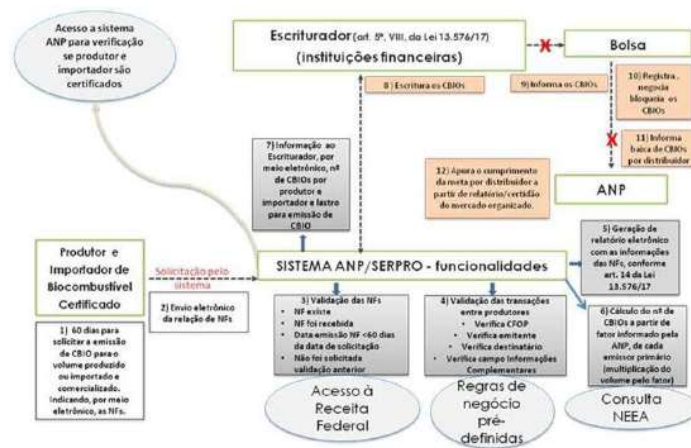 Acesso a sistema
ANP para verificação
se produtor e
importador são
certificados
Escriturador (art. 5º, VIII, da Lei 13.576/17)
(instituições financeiras)
Bolsa
8) Escritura os CBIOs
9) Informa os CBIOs
10) Registra,
negocia
bloqueia os
CBIOs
7) Informação ao
Escriturador, por
meio eletrônico, nº
de CBIOs por
produtor e
importador e lastro
para emissão de
CBIO
11) Informa
baixa de CBIOs
por distribuidor
12) Apura o cumprimento
da meta por distribuidor a
partir de relatório/certidão
do mercado organizado.
ANP
Produtor e
Importador de
Biocombustível
Certificado
Solicitação pelo
sistema
2) Envio eletrônico
da relação de NFs
SISTEMA ANP/SERPRO - funcionalidades
5) Geração de
relatório eletrônico
com as informações
das NFs, conforme
art. 14 da Lei
13.576/17
1) 60 dias para
solicitar a emissão
de CBIO para o
volume produzido
ou importado e
comercializado.
Indicando, por meio
eletrônico, as NFs.
3) Validação das NFs
• NF existe
• NF foi recebida
• Data emissão NF <60 dias
da data de solicitação
• Não foi solicitada
validação anterior
4) Validação das transações
entre produtores
• Verifica CFOP
• Verifica emitente
• Verifica destinatário
• Verifica campo Informações
Complementares
6) Cálculo do nº de
CBIOs a partir de
fator informado pela
ANP, de cada
emissor primário
(multiplicação do
volume pelo fator)
Acesso à
Receita
Federal
Regras de
negócio
pré-
definidas
Consulta
NEEA